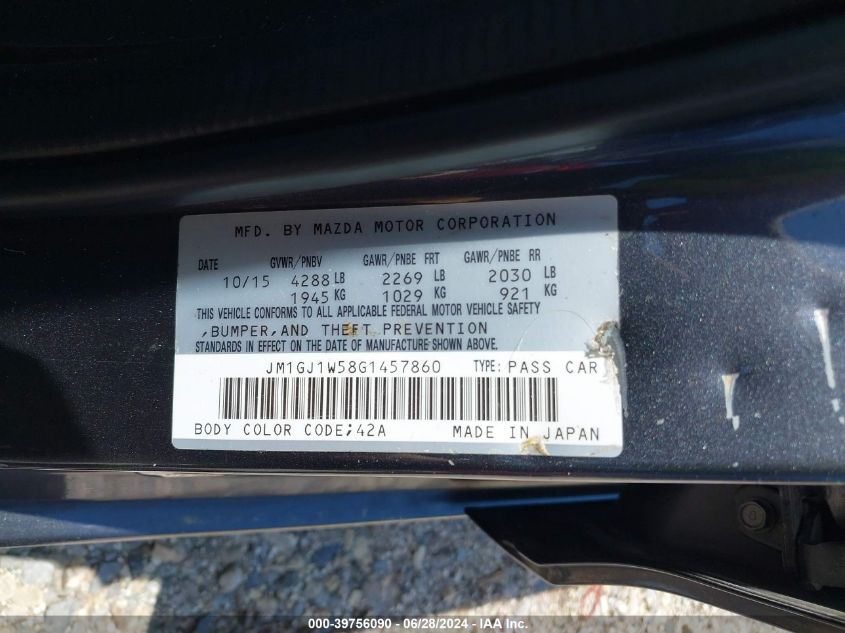 MFD. BY MAZDA MOTOR CORPORATION
DATE GVWR/PNBV GAWR/PNBE FRT GAWR/PNBE RR
10/15 4288 LB 2269 LB 2030 LB
1945 KG 1029 KG 921 KG
THIS VEHICLE CONFORMS TO ALL APPLICABLE FEDERAL MOTOR VEHICLE SAFETY
,BUMPER,AND THEFT PREVENTION
STANDARDS IN EFFECT ON THE DATE OF MANUFACTURE SHOWN ABOVE.
JM1GJ1W58G1457860 TYPE: PASS CAR
BODY COLOR CODE;42A MADE IN JAPAN
000-39756090 - 06/28/2024 - IAA Inc.